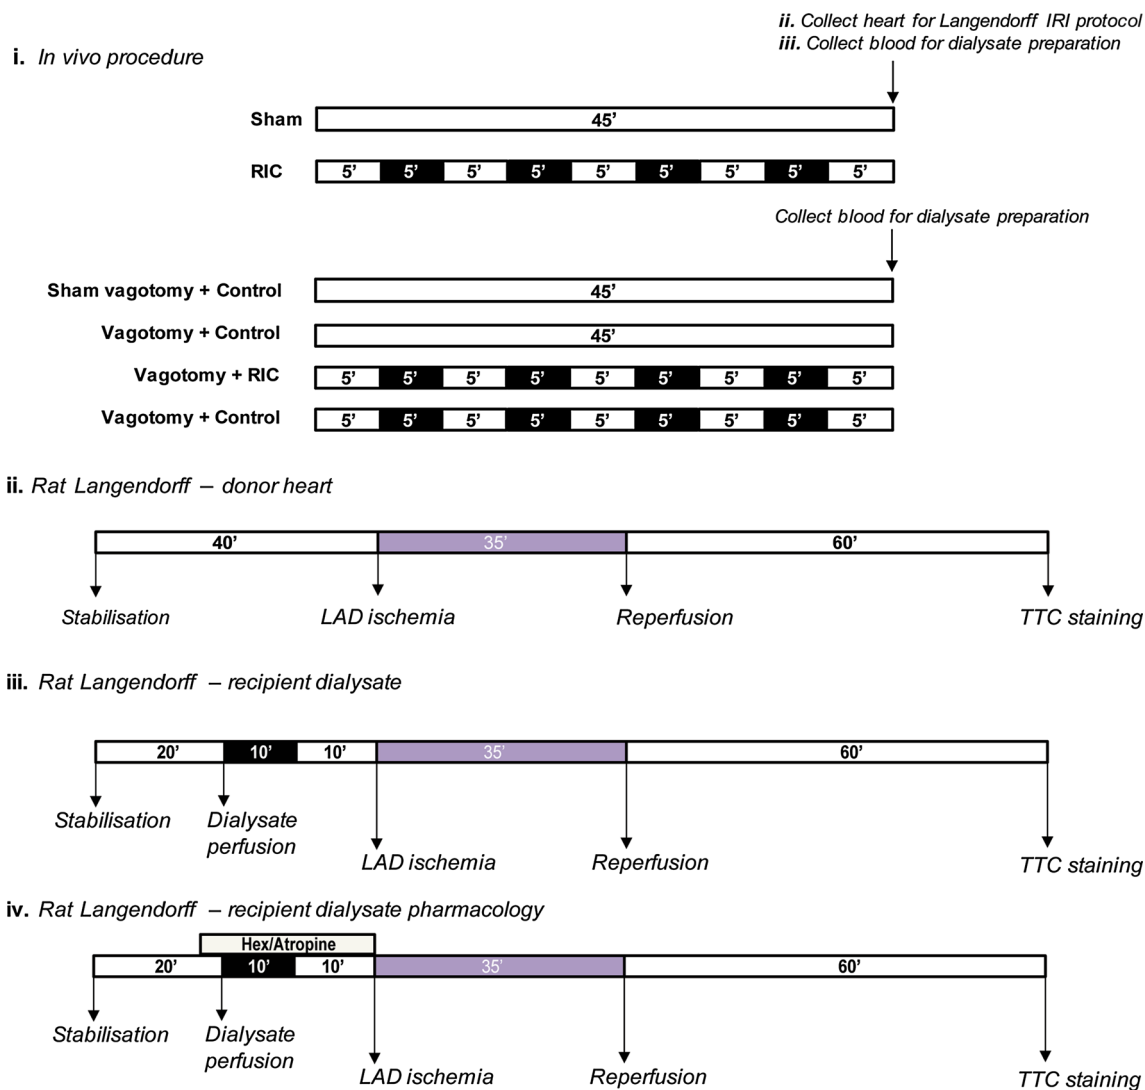 ii. Collect heart for Langendorff IRI protocol
iii. Collect blood for dialysate preparation
i. In vivo procedure
Sham
45’
RIC
5’ 5’ 5’ 5’ 5’ 5’ 5’ 5’ 5’
Collect blood for dialysate preparation
Sham vagotomy + Control
45’
Vagotomy + Control
45’
Vagotomy + RIC
5’ 5’ 5’ 5’ 5’ 5’ 5’ 5’ 5’
Vagotomy + Control
5’ 5’ 5’ 5’ 5’ 5’ 5’ 5’ 5’
ii. Rat Langendorff – donor heart
40’ 35’ 60’
Stabilisation LAD ischemia Reperfusion TTC staining
iii. Rat Langendorff – recipient dialysate
20’ 10’ 10’ 35’ 60’
Stabilisation Dialysate
perfusion
LAD ischemia Reperfusion TTC staining
iv. Rat Langendorff – recipient dialysate pharmacology
Hex/Atropine
20’ 10’ 10’ 35’ 60’
Stabilisation Dialysate
perfusion
LAD ischemia Reperfusion TTC staining